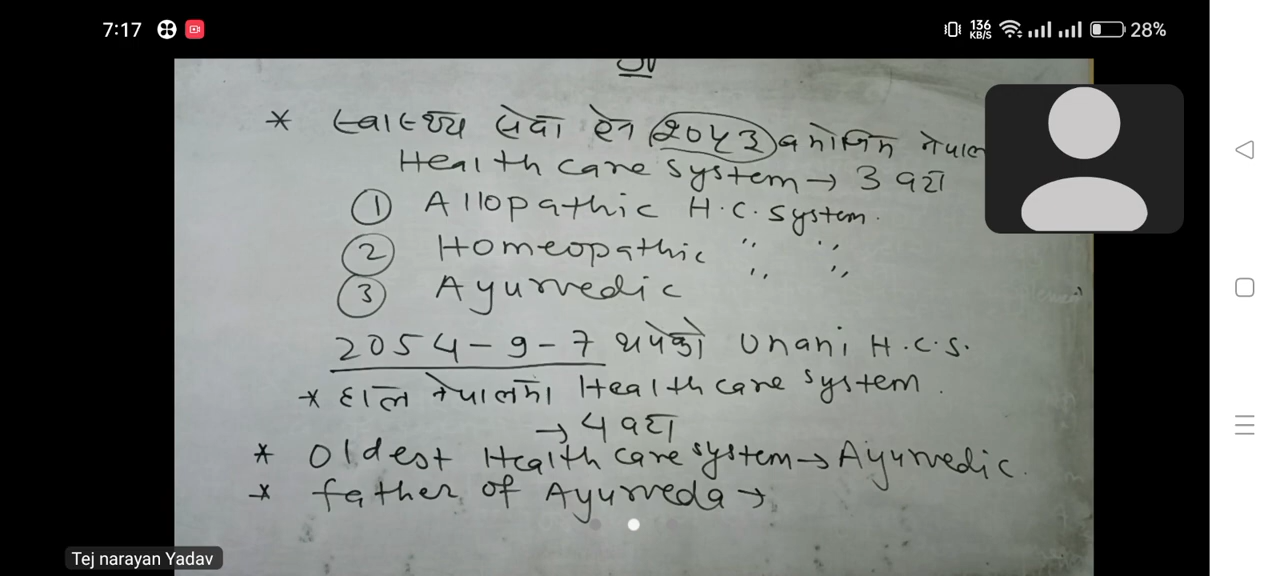 7:17
136 KB/S
28%
* स्वास्थ्य सेवा ऐन २०५३ बमोजिम नेपाल
Health care system → 3 वटा
① Allopathic H.C. system.
② Homeopathic " "
③ Ayurvedic " "
2054-9-7 थपेको Unani H.C.S.
* हाल नेपालमा Health care system.
→ 4 वटा
* Oldest Health care system → Ayurvedic.
* father of Ayurveda →
Tej narayan Yadav